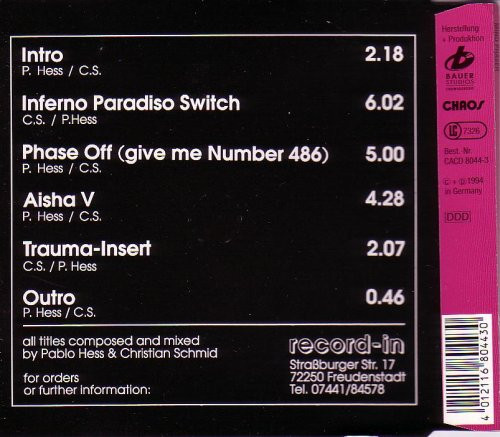 Intro 2.18
P. Hess / C.S.
Inferno Paradiso Switch 6.02
C.S. / P.Hess
Phase Off (give me Number 486) 5.00
P. Hess / C.S.
Aisha V 4.28
P. Hess / C.S.
Trauma-Insert 2.07
C.S. / P. Hess
Outro 0.46
P. Hess / C.S.
all titles composed and mixed
by Pablo Hess & Christian Schmid
for orders
or further information:
record-in
Straßburger Str. 17
72250 Freudenstadt
Tel. 07441/84578
Herstellung
+ Produktion
BAUER
STUDIOS
CHAOS
LC 7326
Best. Nr.
CACD 8044-3
© + ℗ 1994
in Germany
DDD
4 012116 804430